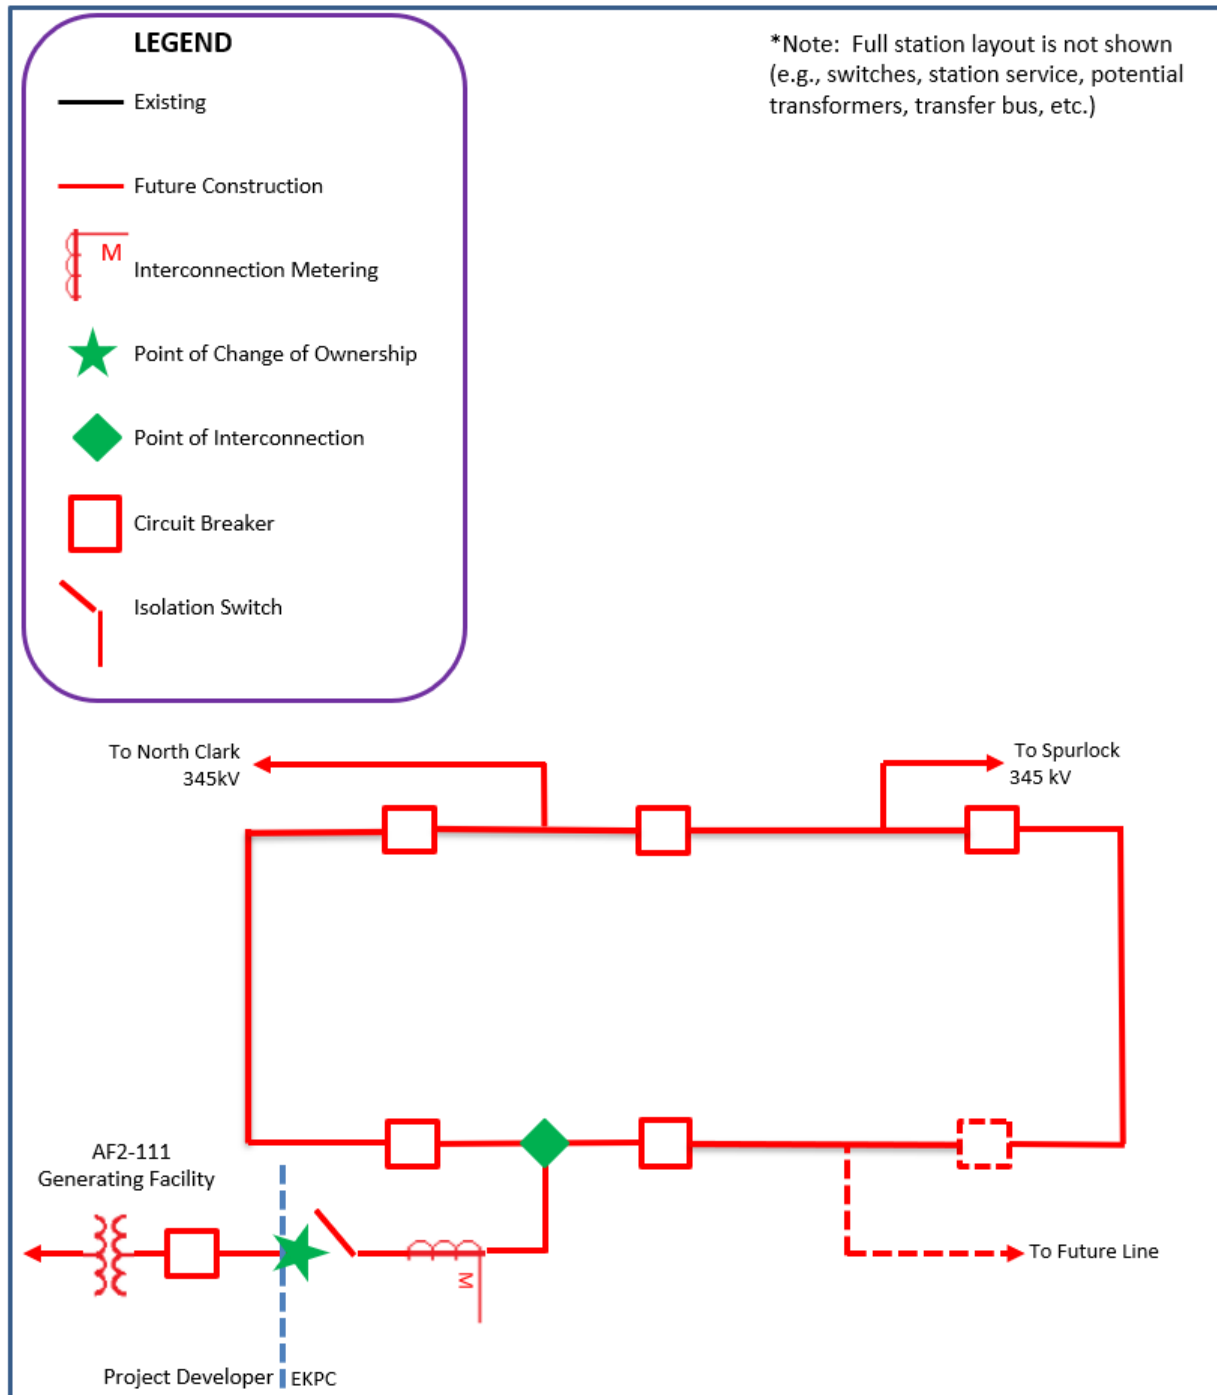 LEGEND
Existing
Future Construction
M
Interconnection Metering
Point of Change of Ownership
Point of Interconnection
Circuit Breaker
Isolation Switch
*Note: Full station layout is not shown
(e.g., switches, station service, potential
transformers, transfer bus, etc.)
To North Clark
345kV
To Spurlock
345 kV
AF2-111
Generating Facility
M
To Future Line
Project Developer
EKPC